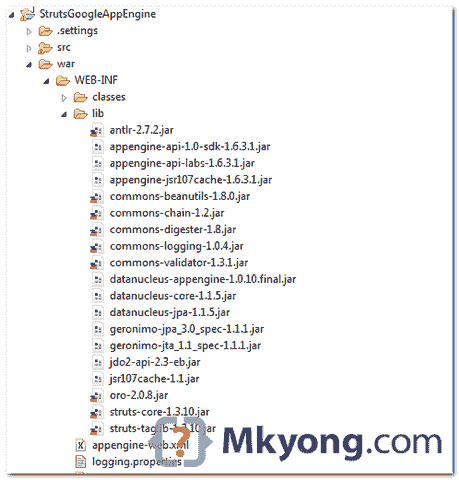 StrutsGoogleAppEngine
.settings
src
war
WEB-INF
classes
lib
antlr-2.7.2.jar
appengine-api-1.0-sdk-1.6.3.1.jar
appengine-api-labs-1.6.3.1.jar
appengine-jsr107cache-1.6.3.1.jar
commons-beanutils-1.8.0.jar
commons-chain-1.2.jar
commons-digester-1.8.jar
commons-logging-1.0.4.jar
commons-validator-1.3.1.jar
datanucleus-appengine-1.0.10.final.jar
datanucleus-core-1.1.5.jar
datanucleus-jpa-1.1.5.jar
geronimo-jpa_3.0_spec-1.1.1.jar
geronimo-jta_1.1_spec-1.1.1.jar
jdo2-api-2.3-eb.jar
jsr107cache-1.1.jar
oro-2.0.8.jar
struts-core-1.3.10.jar
struts-taglib-1.3.10.jar
appengine-web.xml
logging.properties
Mkyong.com